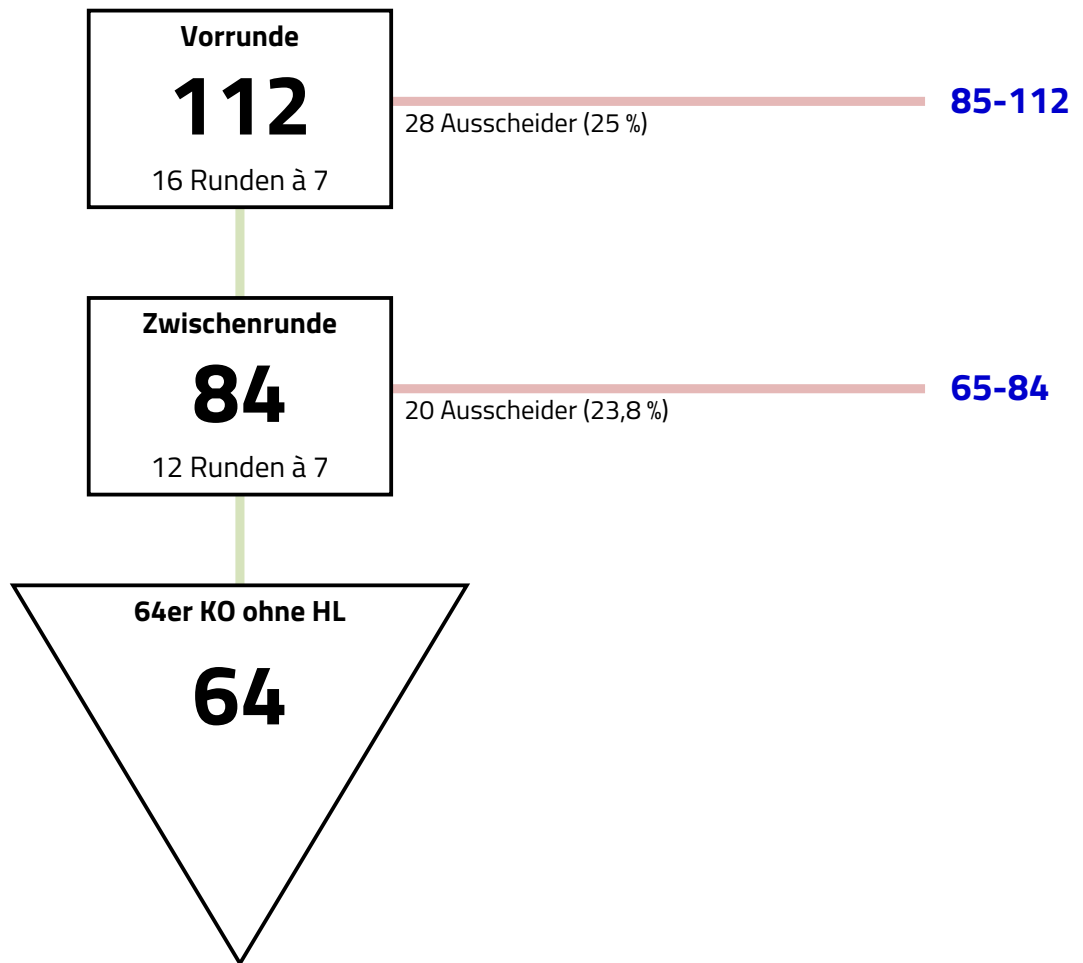 Vorrunde
112
16 Runden à 7
85-112
28 Ausscheider (25 %)
Zwischenrunde
84
12 Runden à 7
65-84
20 Ausscheider (23,8 %)
64er KO ohne HL
64